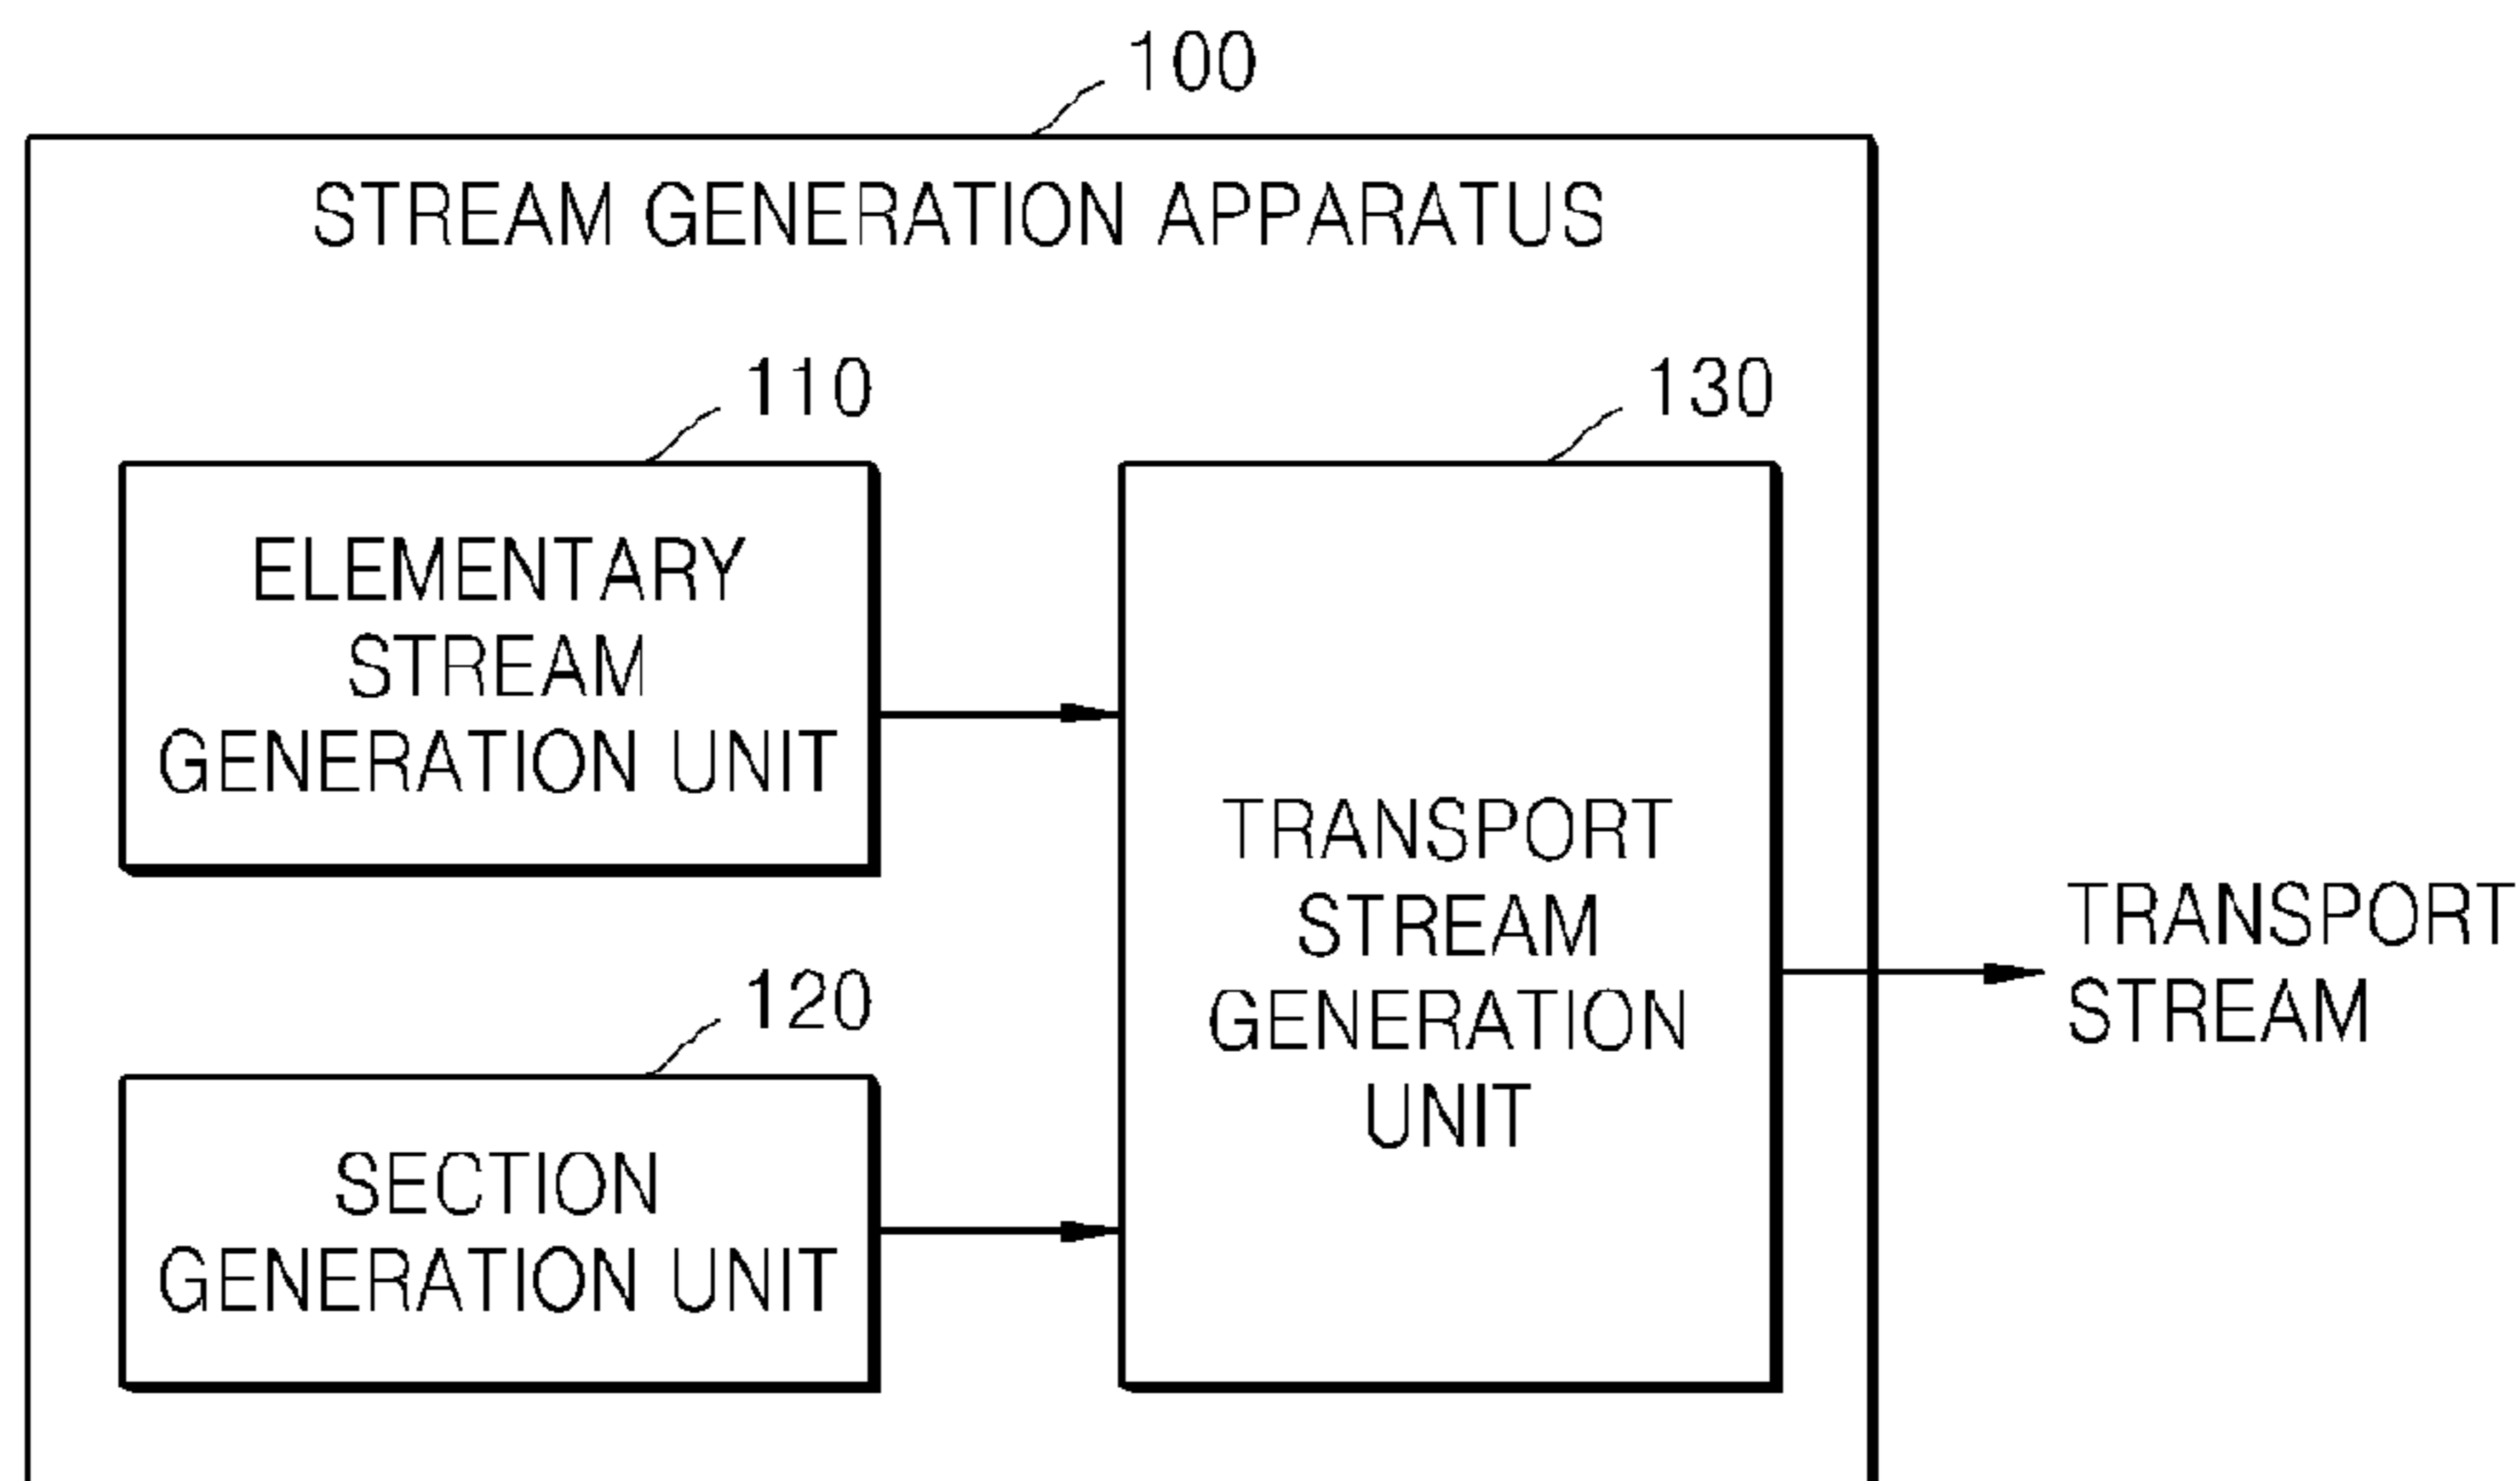 100
STREAM GENERATION APPARATUS
110
ELEMENTARY
STREAM
GENERATION UNIT
120
SECTION
GENERATION UNIT
130
TRANSPORT
STREAM
GENERATION
UNIT
TRANSPORT
STREAM